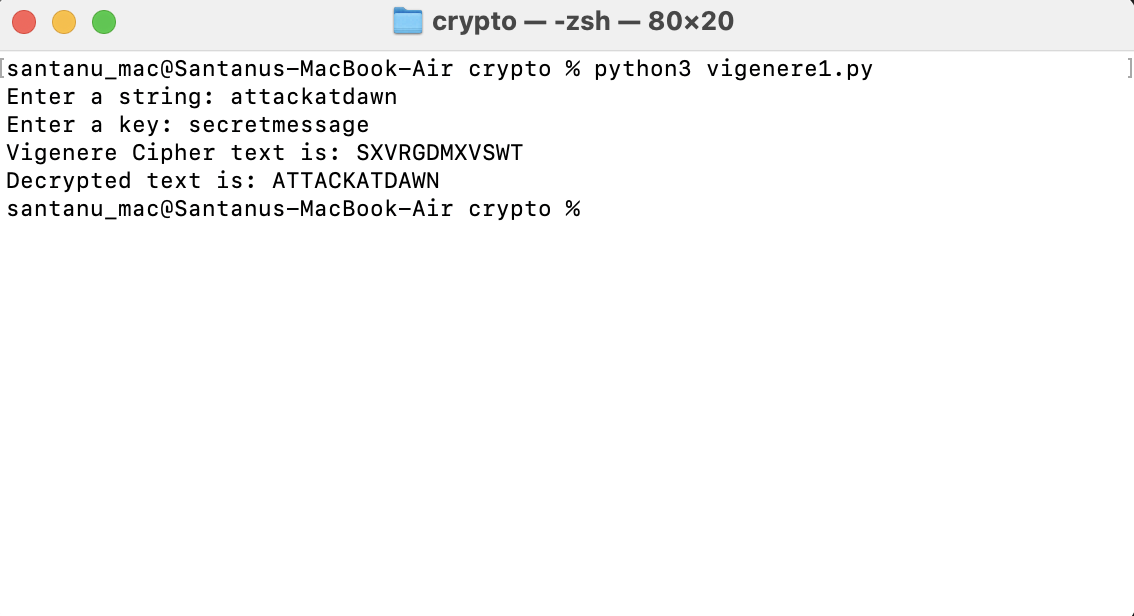 crypto — -zsh — 80×20
[santanu_mac@Santanus-MacBook-Air crypto % python3 vigenere1.py ]
Enter a string: attackatdawn
Enter a key: secretmessage
Vigenere Cipher text is: SXVRGDMXVSWT
Decrypted text is: ATTACKATDAWN
santanu_mac@Santanus-MacBook-Air crypto %